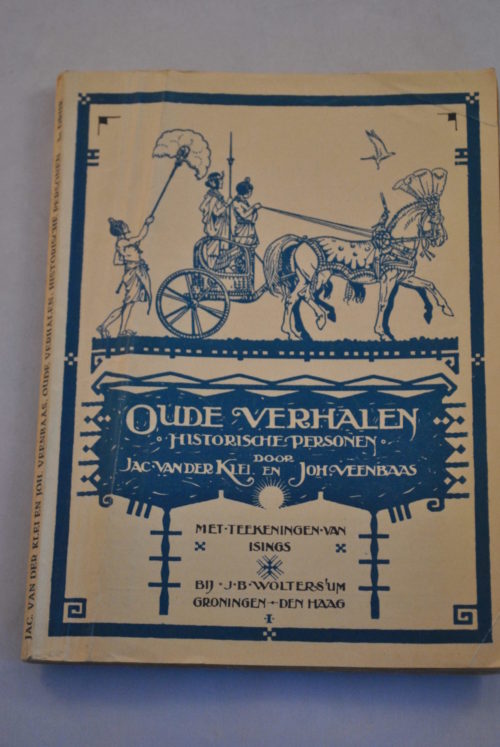 OUDE VERHALEN
HISTORISCHE PERSONEN
DOOR
JAC. VAN DER KLEI EN JOH. VEENBAAS
MET TEEKENINGEN VAN
ISINGS
BIJ J.B. WOLTERS' UM
GRONINGEN - DEN HAAG
I
JAC. VAN DER KLEI EN JOH. VEENBAAS, OUDE VERHALEN, HISTORISCHE PERSONEN